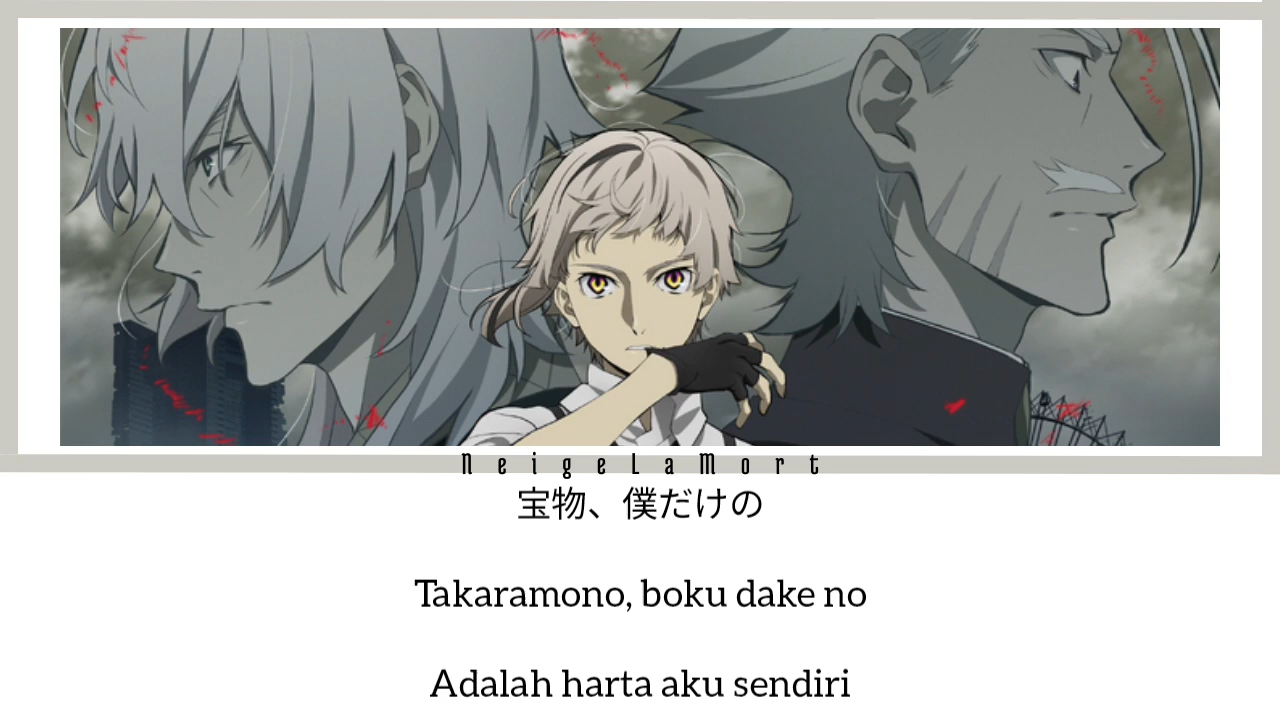 NeigeLaMort
宝物、僕だけの
Takaramono, boku dake no
Adalah harta aku sendiri